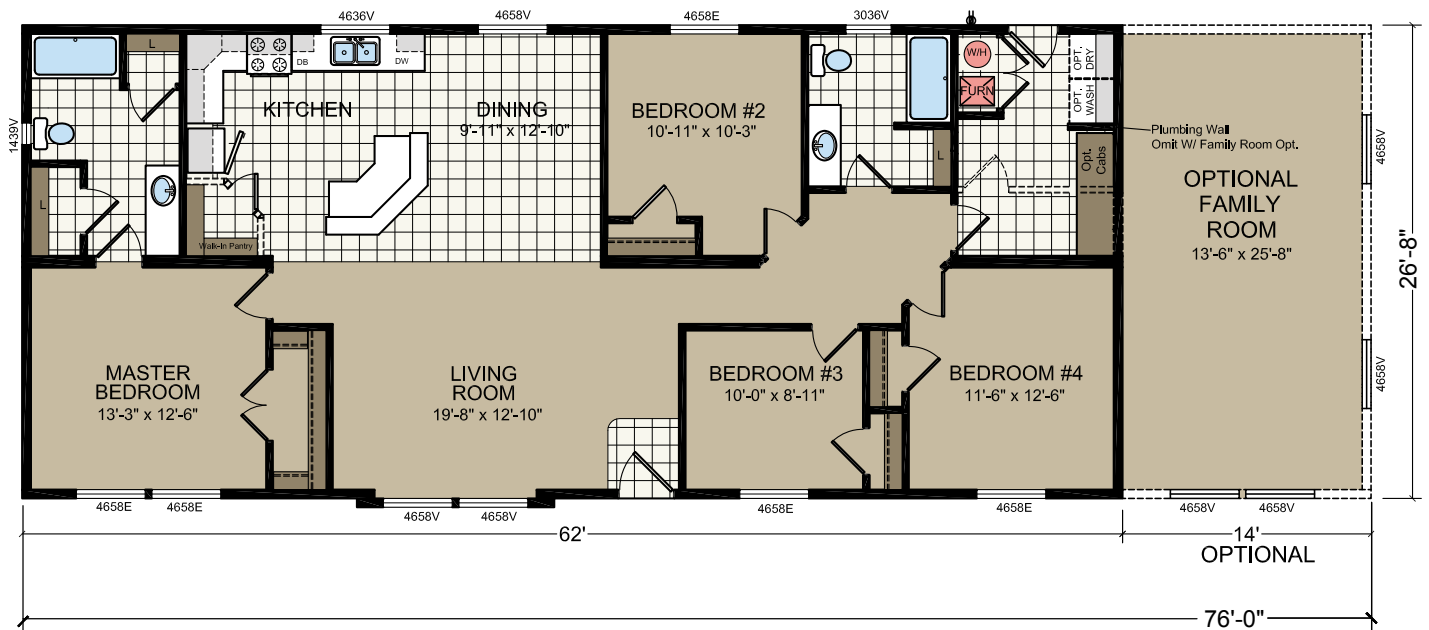 4636V
4658V
4658E
3036V
L
DB
DW
W/H
FURN
OPT.
DRY
OPT.
WASH
1439V
KITCHEN
DINING
9'-11" x 12'-10"
BEDROOM #2
10'-11" x 10'-3"
Plumbing Wall
Omit W/ Family Room Opt.
4658V
L
L
Opt.
Cabs
OPTIONAL
FAMILY
ROOM
13'-6" x 25'-8"
Walk-In Pantry
26'-8"
MASTER
BEDROOM
13'-3" x 12'-6"
LIVING
ROOM
19'-8" x 12'-10"
BEDROOM #3
10'-0" x 8'-11"
BEDROOM #4
11'-6" x 12'-6"
4658V
4658E
4658E
4658V
4658V
4658E
4658E
4658V
4658V
62'
14'
OPTIONAL
76'-0"